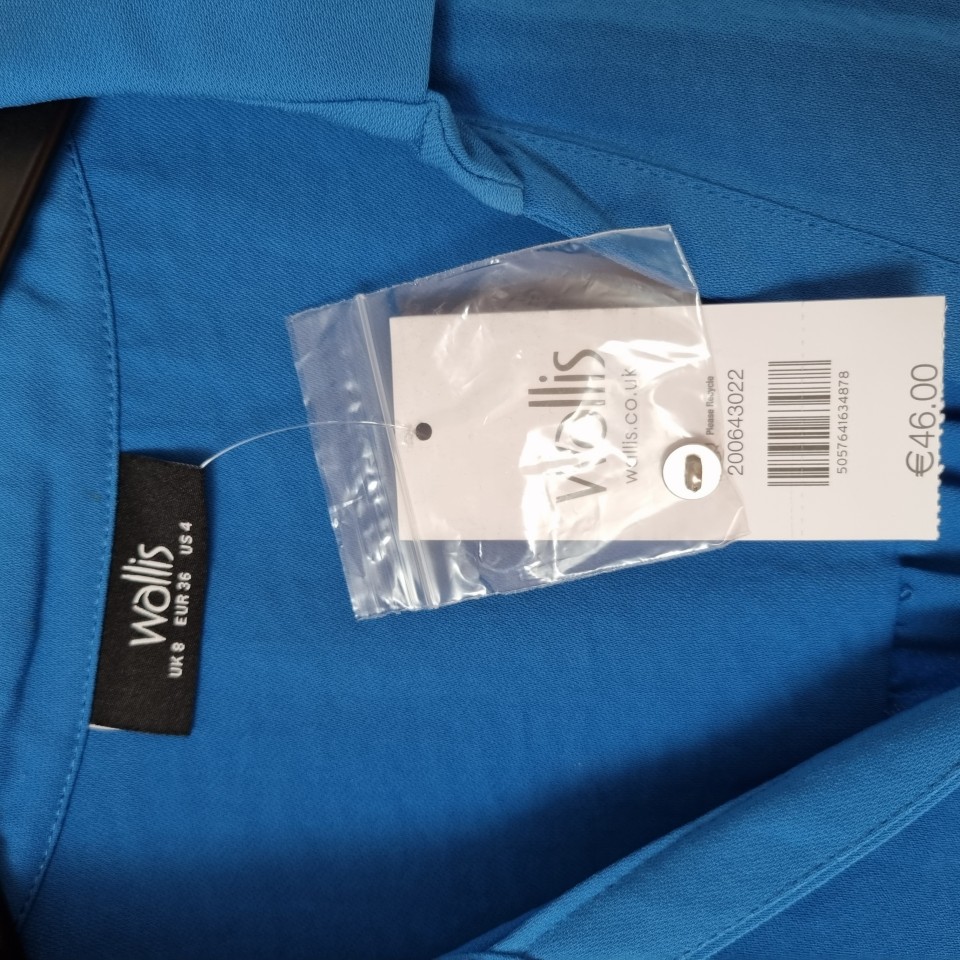 wallis
UK 8 EUR 36 US 4
wallis
wallis.co.uk
Please Recycle
200643022
5057641634878
€46.00